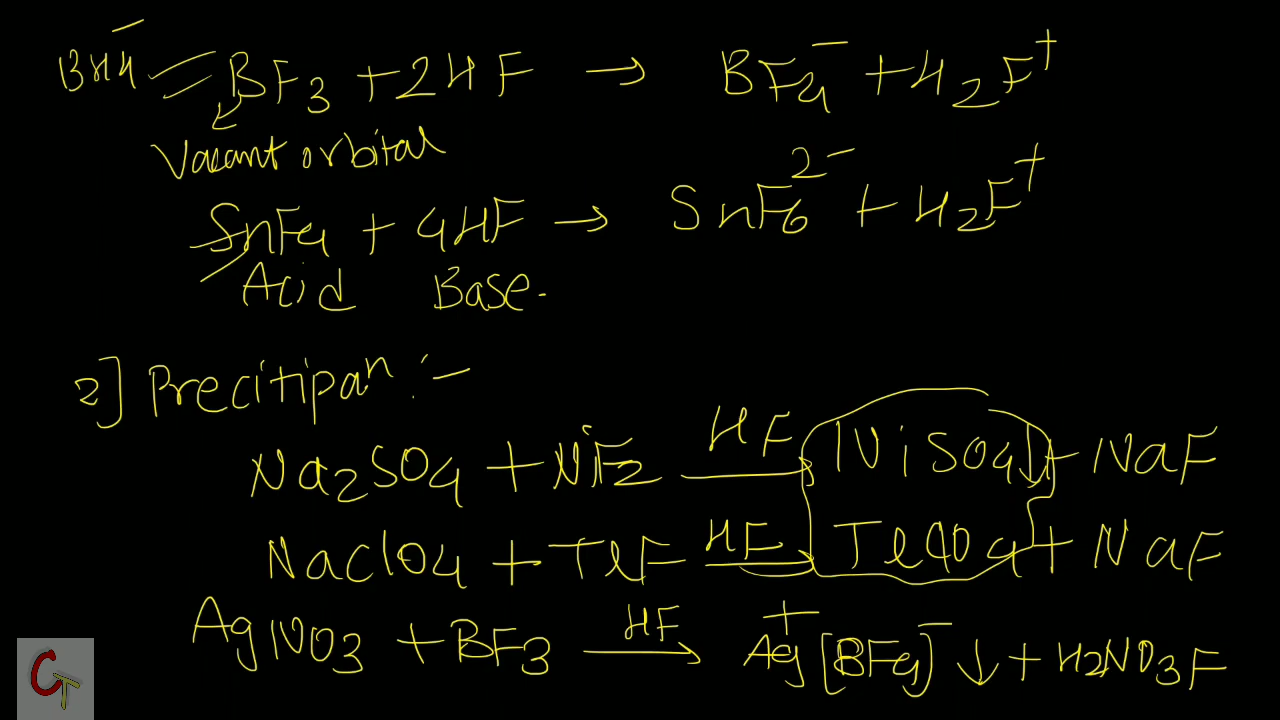 BH4⁻ BF3 + 2HF → BF4⁻ + H2F⁺
Vacant orbital
SnF4 + 4HF → SnF6²⁻ + H2F⁺
Acid Base.
2] Precitipan :-
Na2SO4 + NiF2 HF→ NiSO4↓ + NaF
NaClO4 + TlF HF→ TlClO4 + NaF
AgNO3 + BF3 HF→ Ag⁺[BF4]⁻ ↓ + H2NO3F
CT